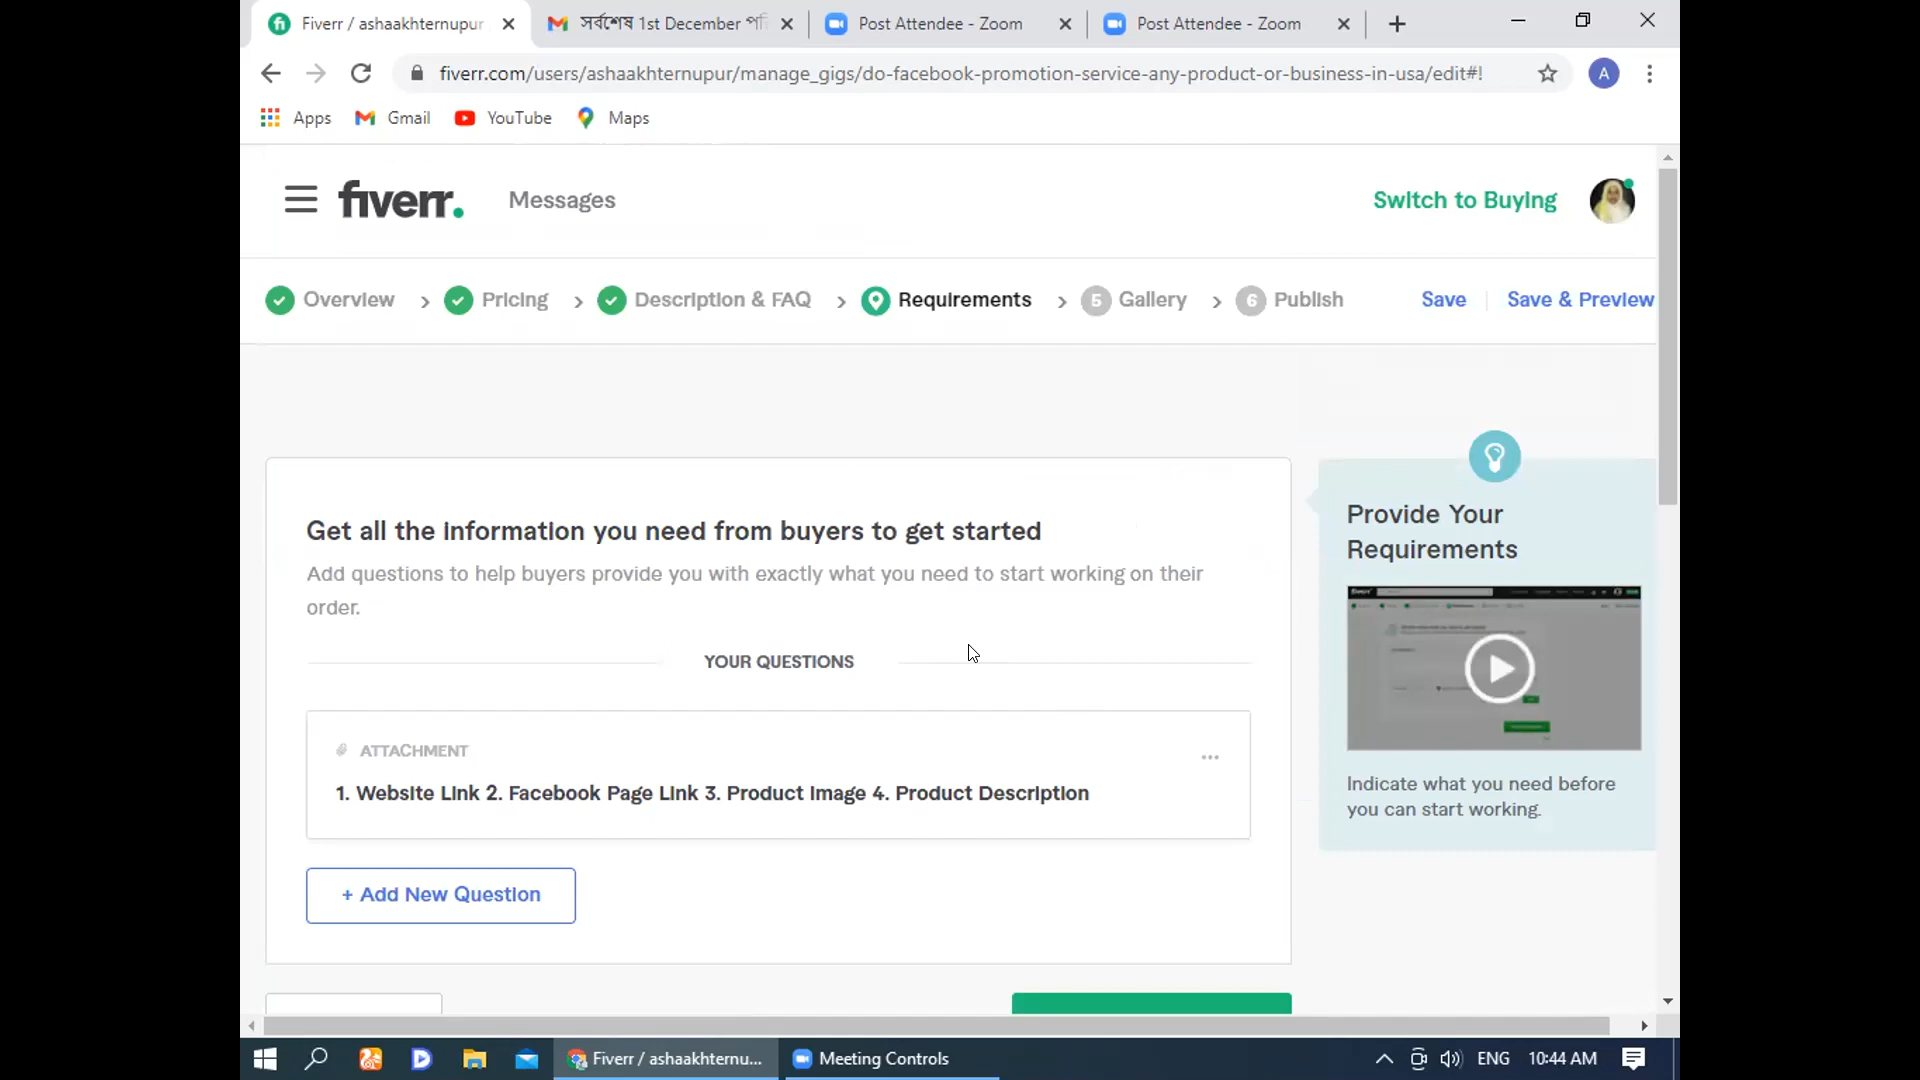 Fiverr / ashaakhternupur
সর্বশেষ 1st December
Post Attendee - Zoom
Post Attendee - Zoom
fiverr.com/users/ashaakhternupur/manage_gigs/do-facebook-promotion-service-any-product-or-business-in-usa/edit#!
A
Apps
Gmail
YouTube
Maps
fiverr.
Messages
Switch to Buying
Overview
Pricing
Description & FAQ
Requirements
5 Gallery
6 Publish
Save
Save & Preview
Get all the information you need from buyers to get started
Add questions to help buyers provide you with exactly what you need to start working on their
order.
YOUR QUESTIONS
ATTACHMENT
1. Website Link 2. Facebook Page Link 3. Product Image 4. Product Description
+ Add New Question
Provide Your
Requirements
Indicate what you need before
you can start working.
Fiverr / ashaakhternu...
Meeting Controls
ENG
10:44 AM